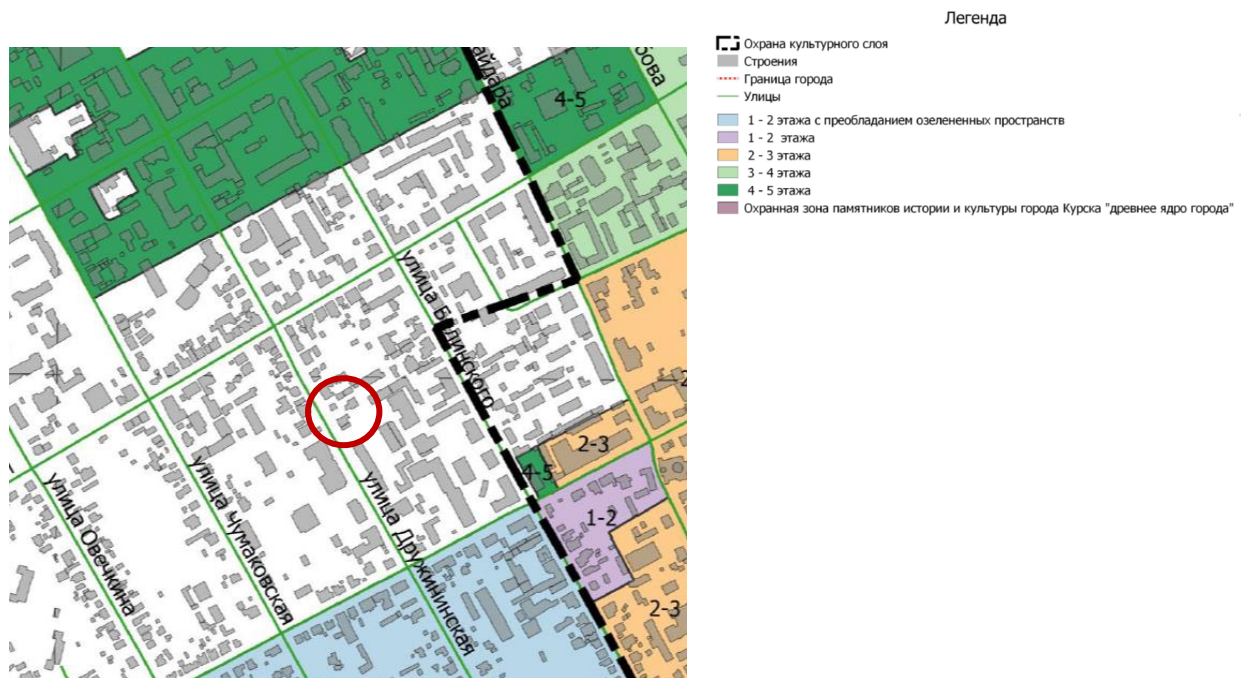 Легенда
Охрана культурного слоя
Строения
Граница города
Улицы
1 - 2 этажа с преобладанием озелененных пространств
1 - 2 этажа
2 - 3 этажа
3 - 4 этажа
4 - 5 этажа
Охранная зона памятников истории и культуры города Курска "древнее ядро города"
4-5
улица Белинского
2-3
4-5
1-2
2-3
улица Овечкина
улица Чумаковская
улица Дружининская